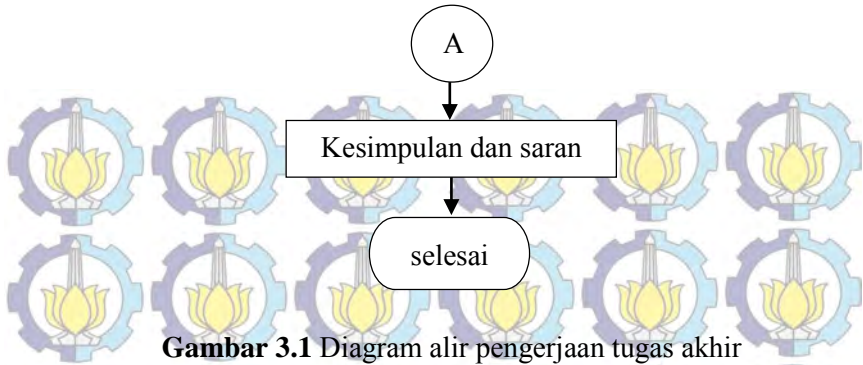 A
Kesimpulan dan saran
selesai
Gambar 3.1 Diagram alir pengerjaan tugas akhir